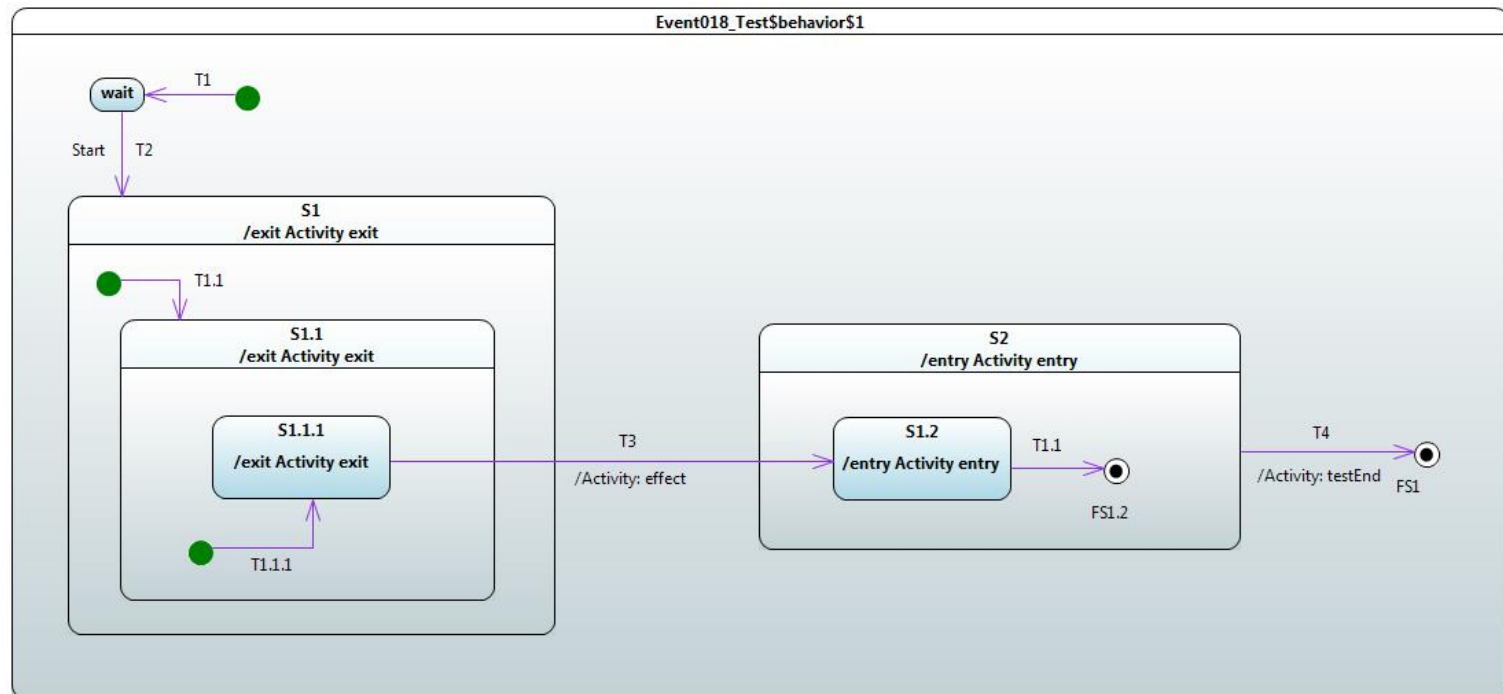 Event018_Test$behavior$1
T1
wait
Start
T2
S1
/exit Activity exit
T1.1
S1.1
/exit Activity exit
S1.1.1
/exit Activity exit
T1.1.1
T3
/Activity: effect
S2
/entry Activity entry
S1.2
/entry Activity entry
T1.1
FS1.2
T4
/Activity: testEnd
FS1